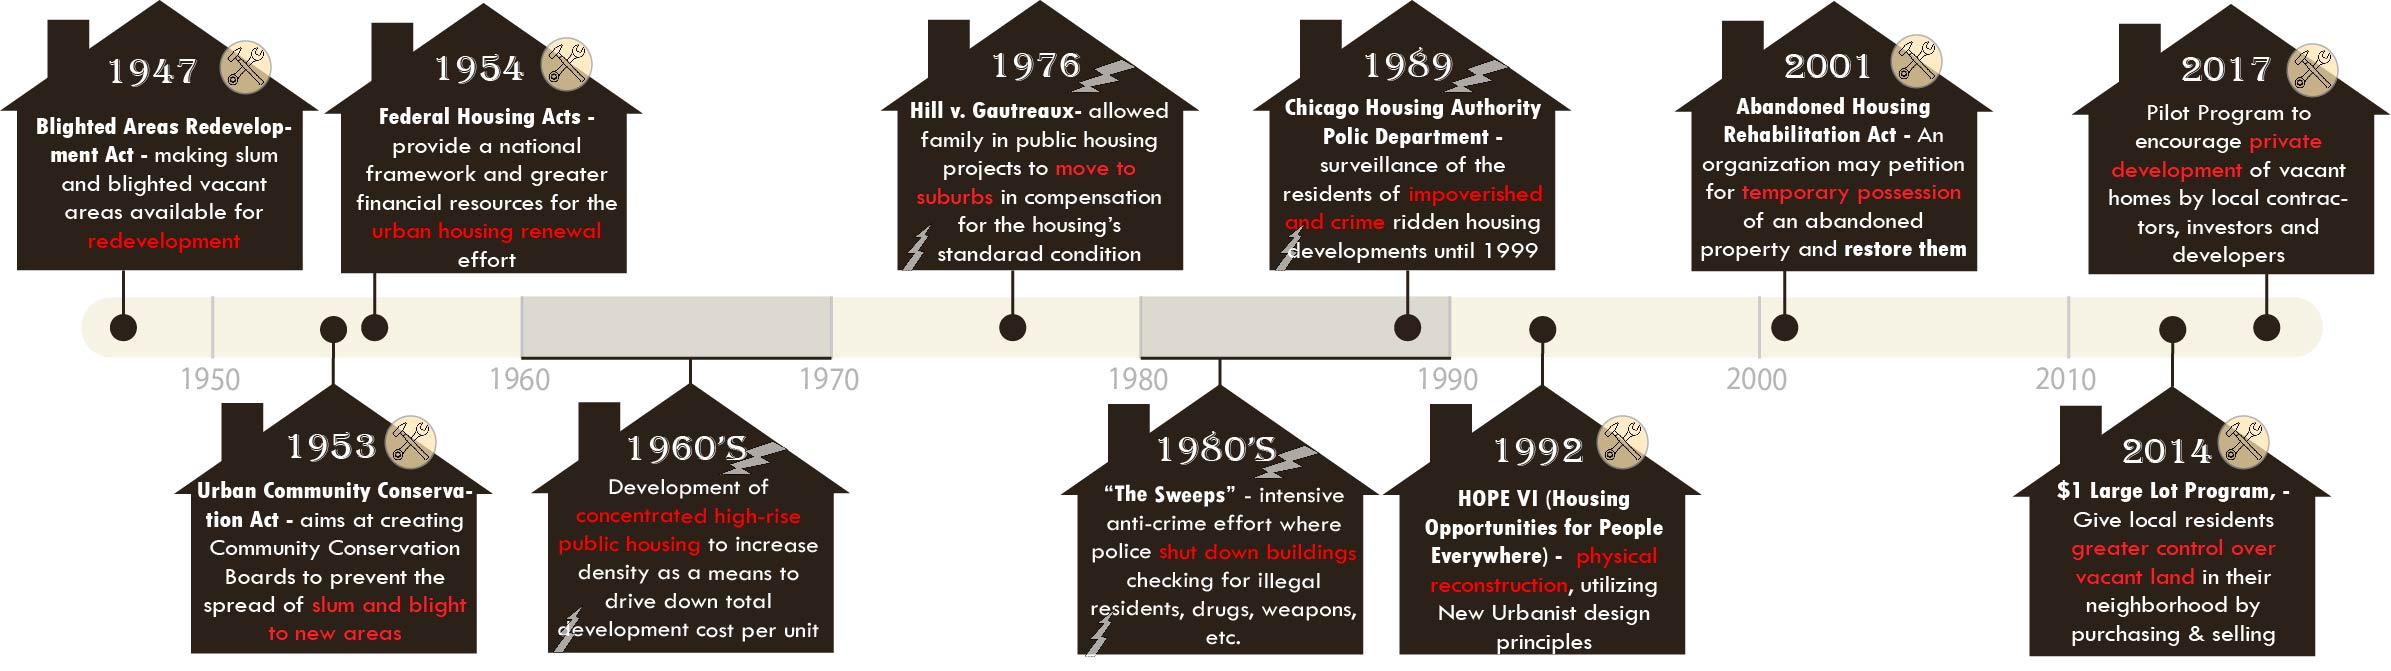 1947
Blighted Areas Redevelop-
ment Act - making slum
and blighted vacant
areas available for
redevelopment
1954
Federal Housing Acts -
provide a national
framework and greater
financial resources for the
urban housing renewal
effort
1976
Hill v. Gautreaux- allowed
family in public housing
projects to move to
suburbs in compensation
for the housing's
standarad condition
1989
Chicago Housing Authority
Polic Department -
surveillance of the
residents of impoverished
and crime ridden housing
developments until 1999
2001
Abandoned Housing
Rehabilitation Act - An
organization may petition
for temporary possession
of an abandoned
property and restore them
2017
Pilot Program to
encourage private
development of vacant
homes by local contrac-
tors, investors and
developers
1950
1960
1970
1980
1990
2000
2010
1953
Urban Community Conserva-
tion Act - aims at creating
Community Conservation
Boards to prevent the
spread of slum and blight
to new areas
1960'S
Development of
concentrated high-rise
public housing to increase
density as a means to
drive down total
development cost per unit
1980'S
“The Sweeps” - intensive
anti-crime effort where
police shut down buildings
checking for illegal
residents, drugs, weapons,
etc.
1992
HOPE VI (Housing
Opportunities for People
Everywhere) - physical
reconstruction, utilizing
New Urbanist design
principles
2014
$1 Large Lot Program, -
Give local residents
greater control over
vacant land in their
neighborhood by
purchasing & selling